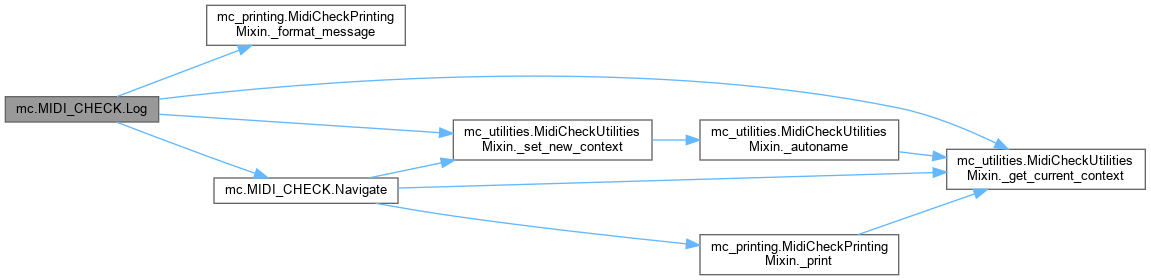 mc_printing.MidiCheckPrinting
Mixin._format_message
mc.MIDI_CHECK.Log
mc_utilities.MidiCheckUtilities
Mixin._set_new_context
mc_utilities.MidiCheckUtilities
Mixin._autoname
mc_utilities.MidiCheckUtilities
Mixin._get_current_context
mc.MIDI_CHECK.Navigate
mc_printing.MidiCheckPrinting
Mixin._print